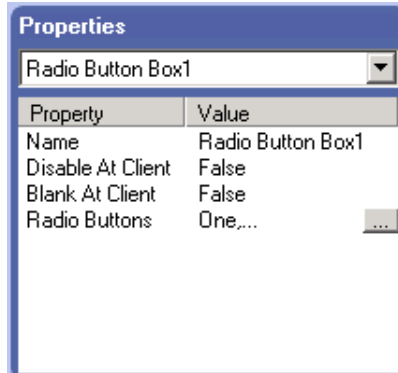 Properties
Radio Button Box1
Property Value
Name Radio Button Box1
Disable At Client False
Blank At Client False
Radio Buttons One,... ...